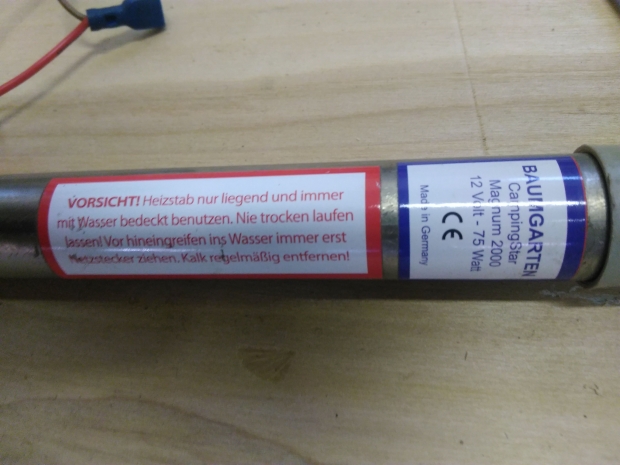 VORSICHT! Heizstab nur liegend und immer
mit Wasser bedeckt benutzen. Nie trocken laufen
lassen! Vor hineingreifen ins Wasser immer erst
Netzstecker ziehen. Kalk regelmäßig entfernen!
BAUMGARTEN
CampingStar
Magnum 2000
12 Volt - 75 Watt
CE
Made in Germany